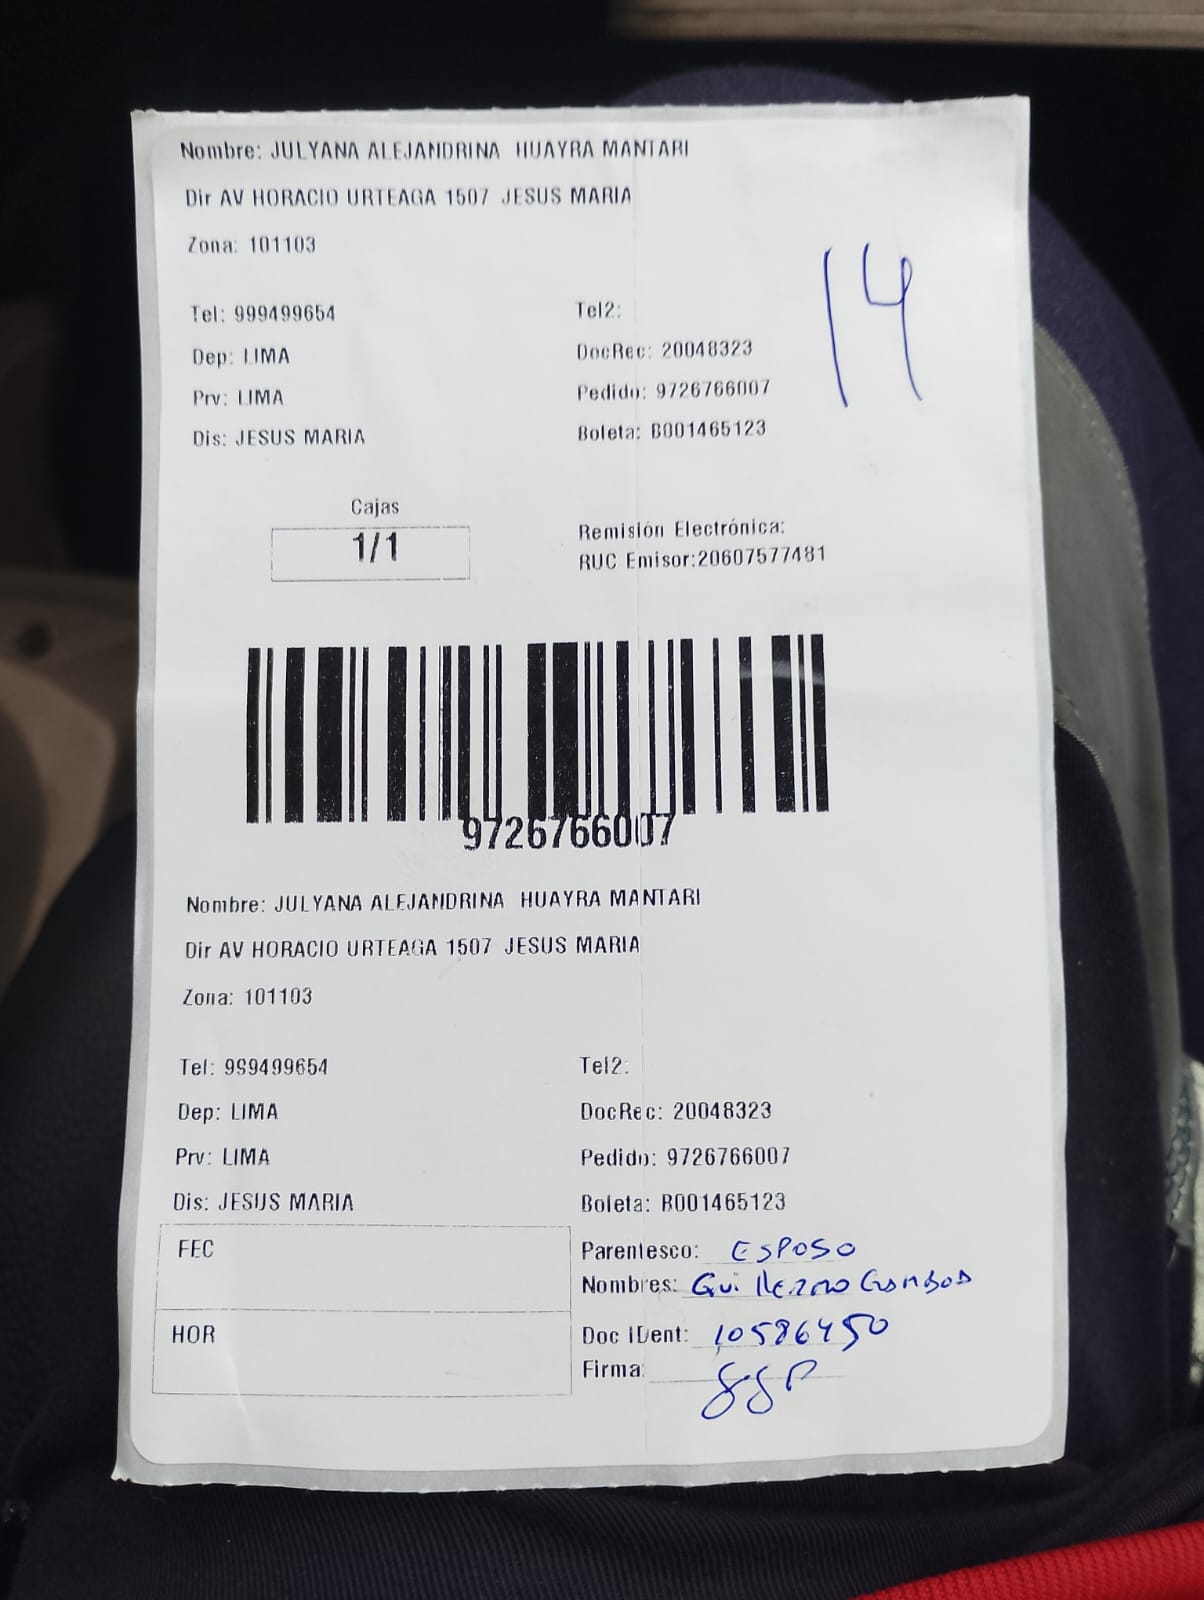 Nombre: JULYANA ALEJANDRINA HUAYRA MANTARI
Dir AV HORACIO URTEAGA 1507 JESUS MARIA
Zona: 101103
14
Tel: 999499654 Tel2:
Dep: LIMA DocRec: 20048323
Prv: LIMA Pedido: 9726766007
Dis: JESUS MARIA Boleta: B001465123
Cajas
1/1
Remisión Electrónica:
RUC Emisor:20607577481
9726766007
Nombre: JULYANA ALEJANDRINA HUAYRA MANTARI
Dir AV HORACIO URTEAGA 1507 JESUS MARIA
Zona: 101103
Tel: 999499654 Tel2:
Dep: LIMA DocRec: 20048323
Prv: LIMA Pedido: 9726766007
Dis: JESUS MARIA Boleta: B001465123
FEC
HOR
Parentesco: ESPOSO
Nombres: Guillermo
Doc IDent: 10586450
Firma: